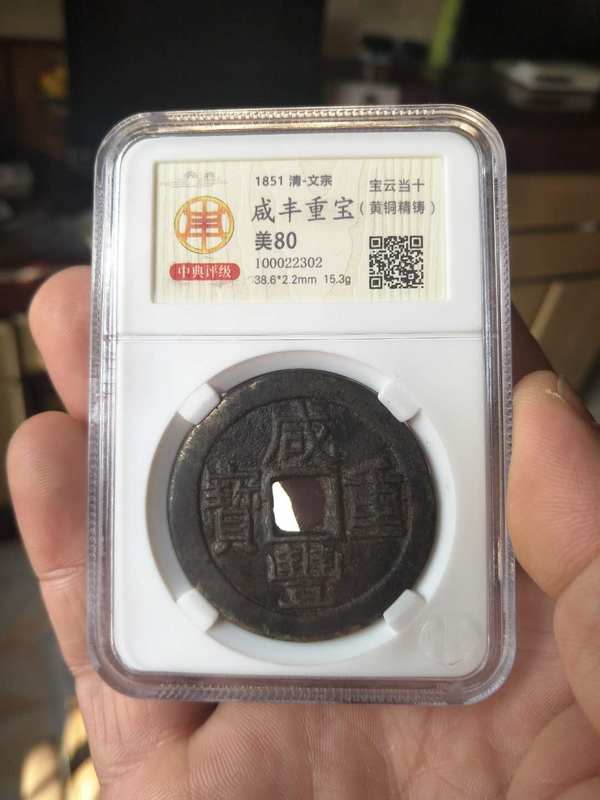 1851 清-文宗
宝云当十
咸丰重宝
(黄铜精铸)
美80
100022302
中典评级
38.6*2.2mm 15.3g
咸
寶 重
豐